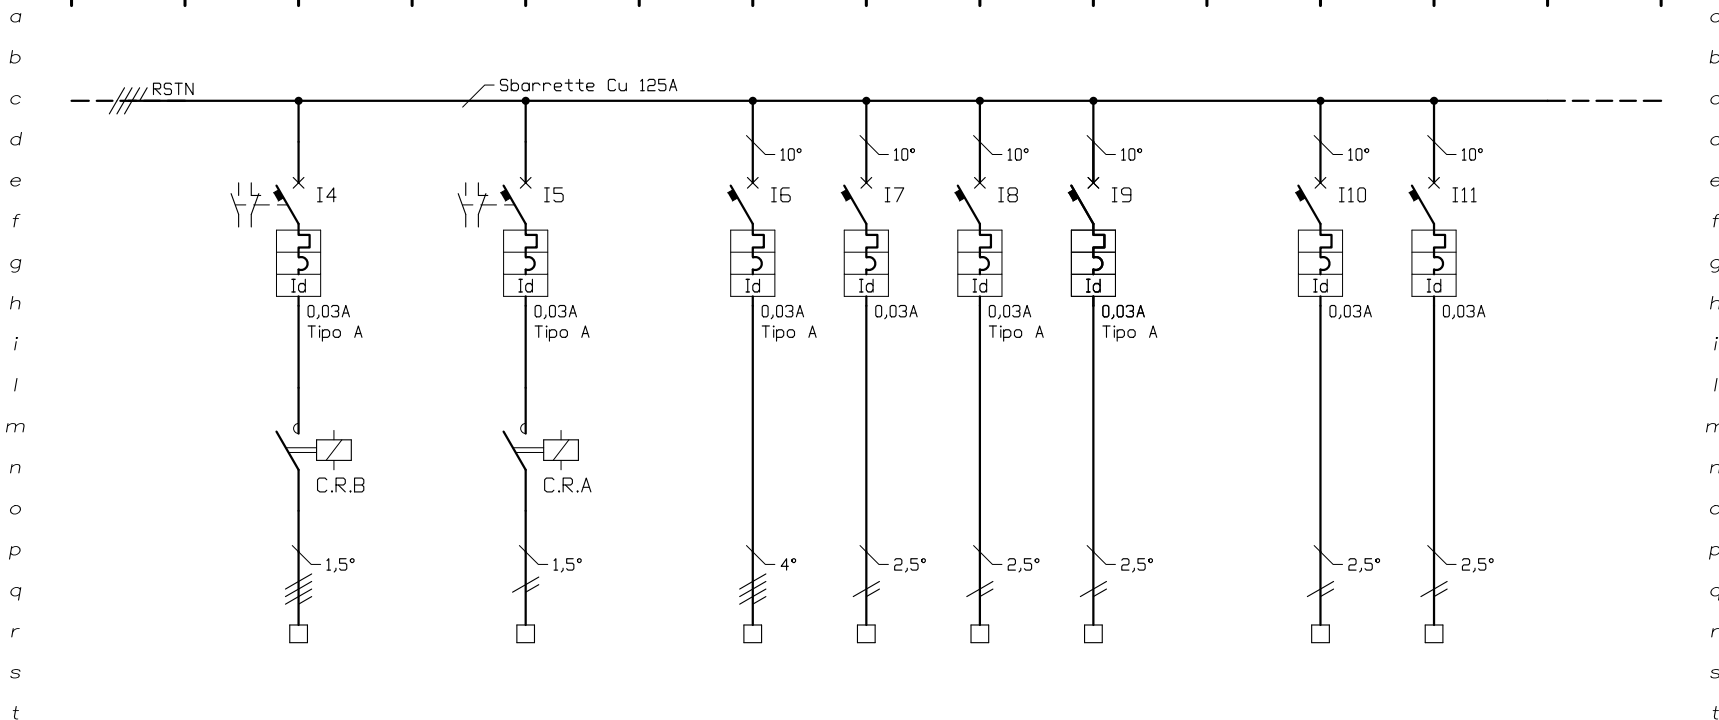 a a
b b
RSTN Sbarrette Cu 125A
c c
d d
10° 10° 10° 10° 10° 10°
e e
I4 I5 I6 I7 I8 I9 I10 I11
f f
g g
Id Id Id Id Id Id Id Id
h h
0,03A 0,03A 0,03A 0,03A 0,03A 0,03A 0,03A 0,03A
Tipo A Tipo A Tipo A Tipo A Tipo A
i i
l l
m m
n n
C.R.B C.R.A
o o
p p
1,5° 1,5° 4° 2,5° 2,5° 2,5° 2,5° 2,5°
q q
r r
s s
t t